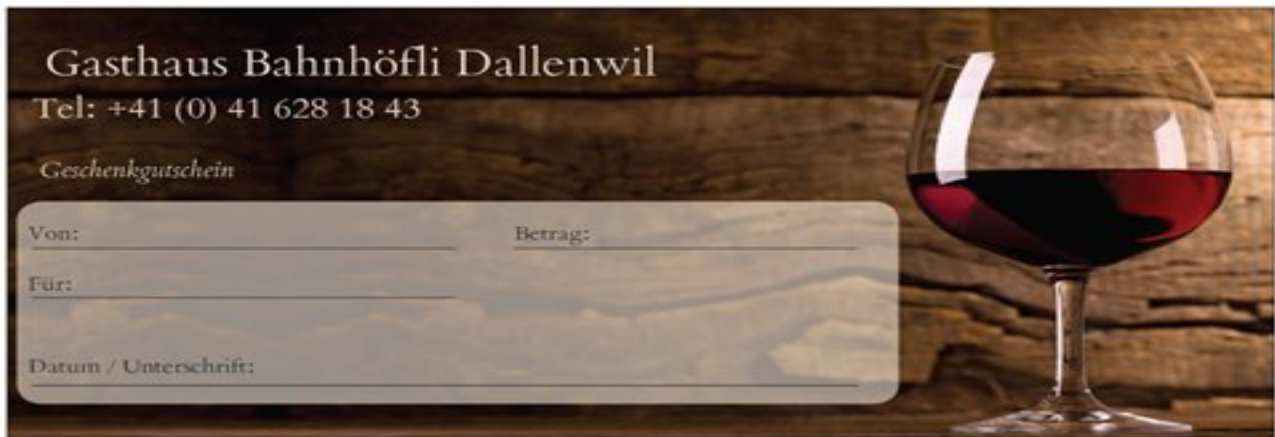 Gasthaus Bahnhöfli Dallenwil
Tel: +41 (0) 41 628 18 43
Geschenkgutschein
Von: Betrag:
Für:
Datum / Unterschrift: